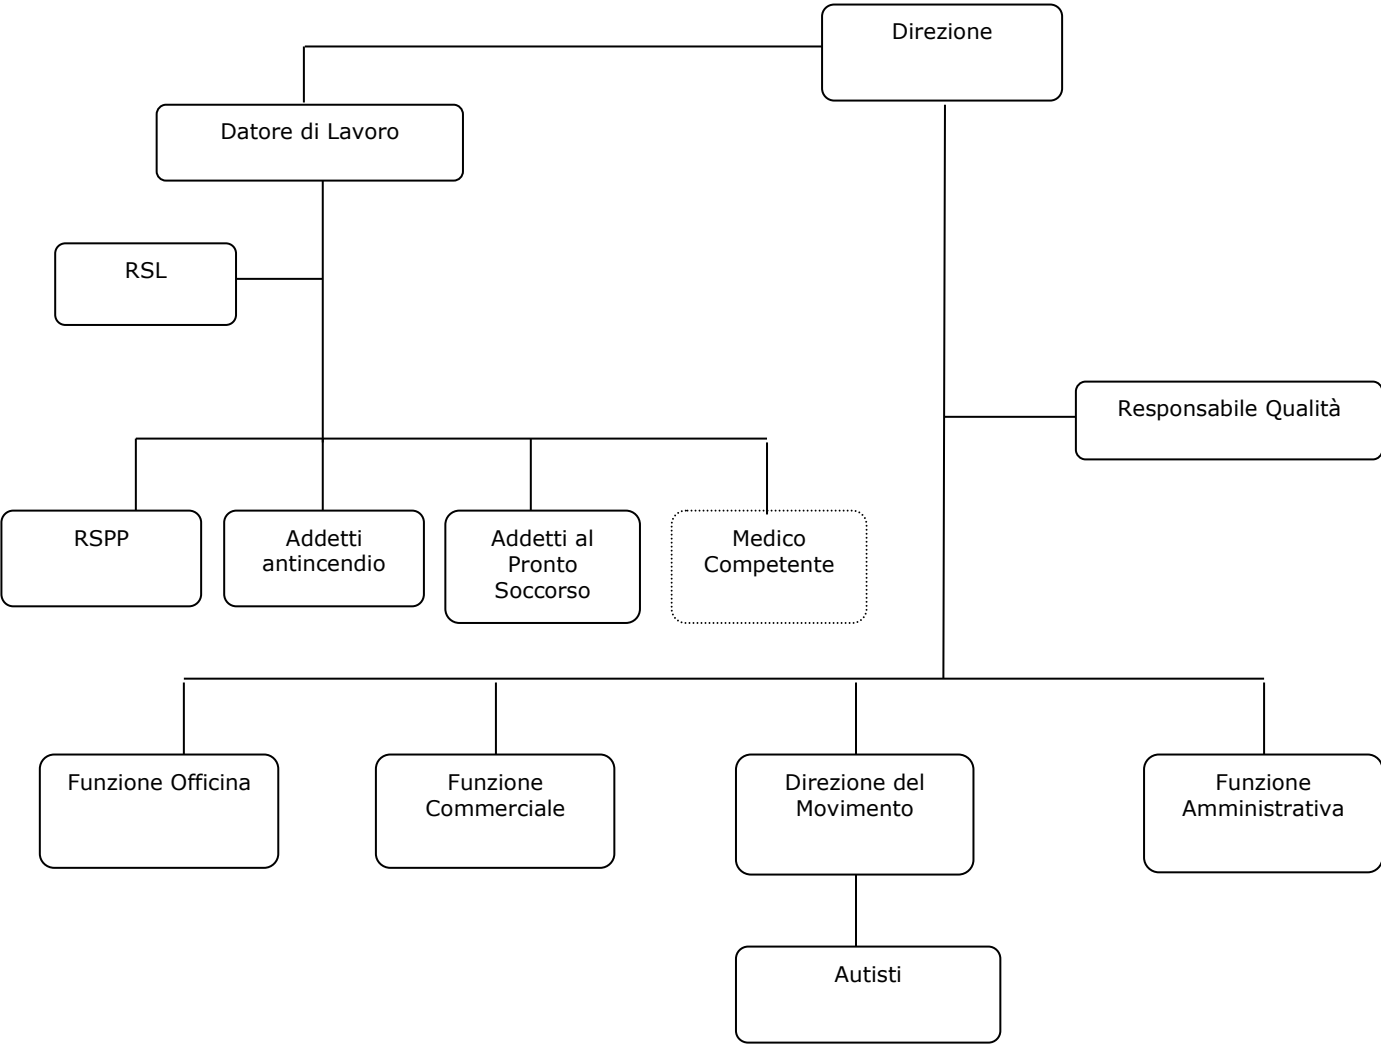 Direzione
Datore di Lavoro
RSL
Responsabile Qualità
RSPP
Addetti
antincendio
Addetti al
Pronto
Soccorso
Medico
Competente
Funzione Officina
Funzione
Commerciale
Direzione del
Movimento
Funzione
Amministrativa
Autisti